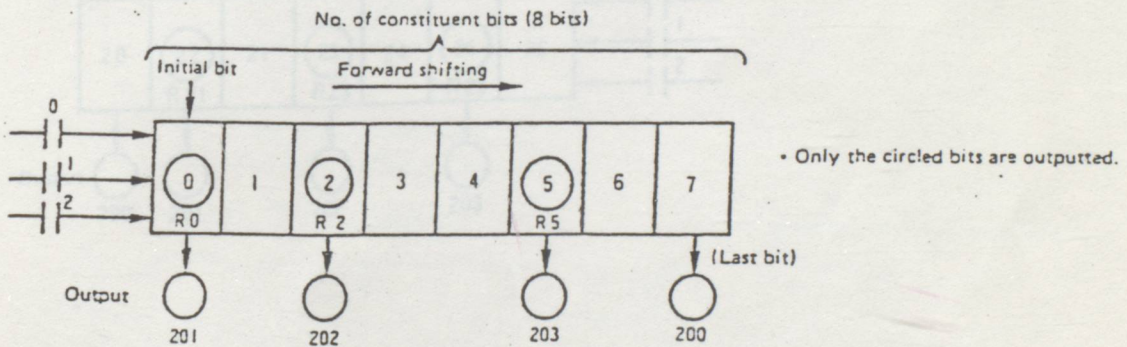 No. of constituent bits (8 bits)
Initial bit
Forward shifting
0
1
2
0 1 2 3 4 5 6 7
R0 R2 R5
• Only the circled bits are outputted.
(Last bit)
Output
201 202 203 200